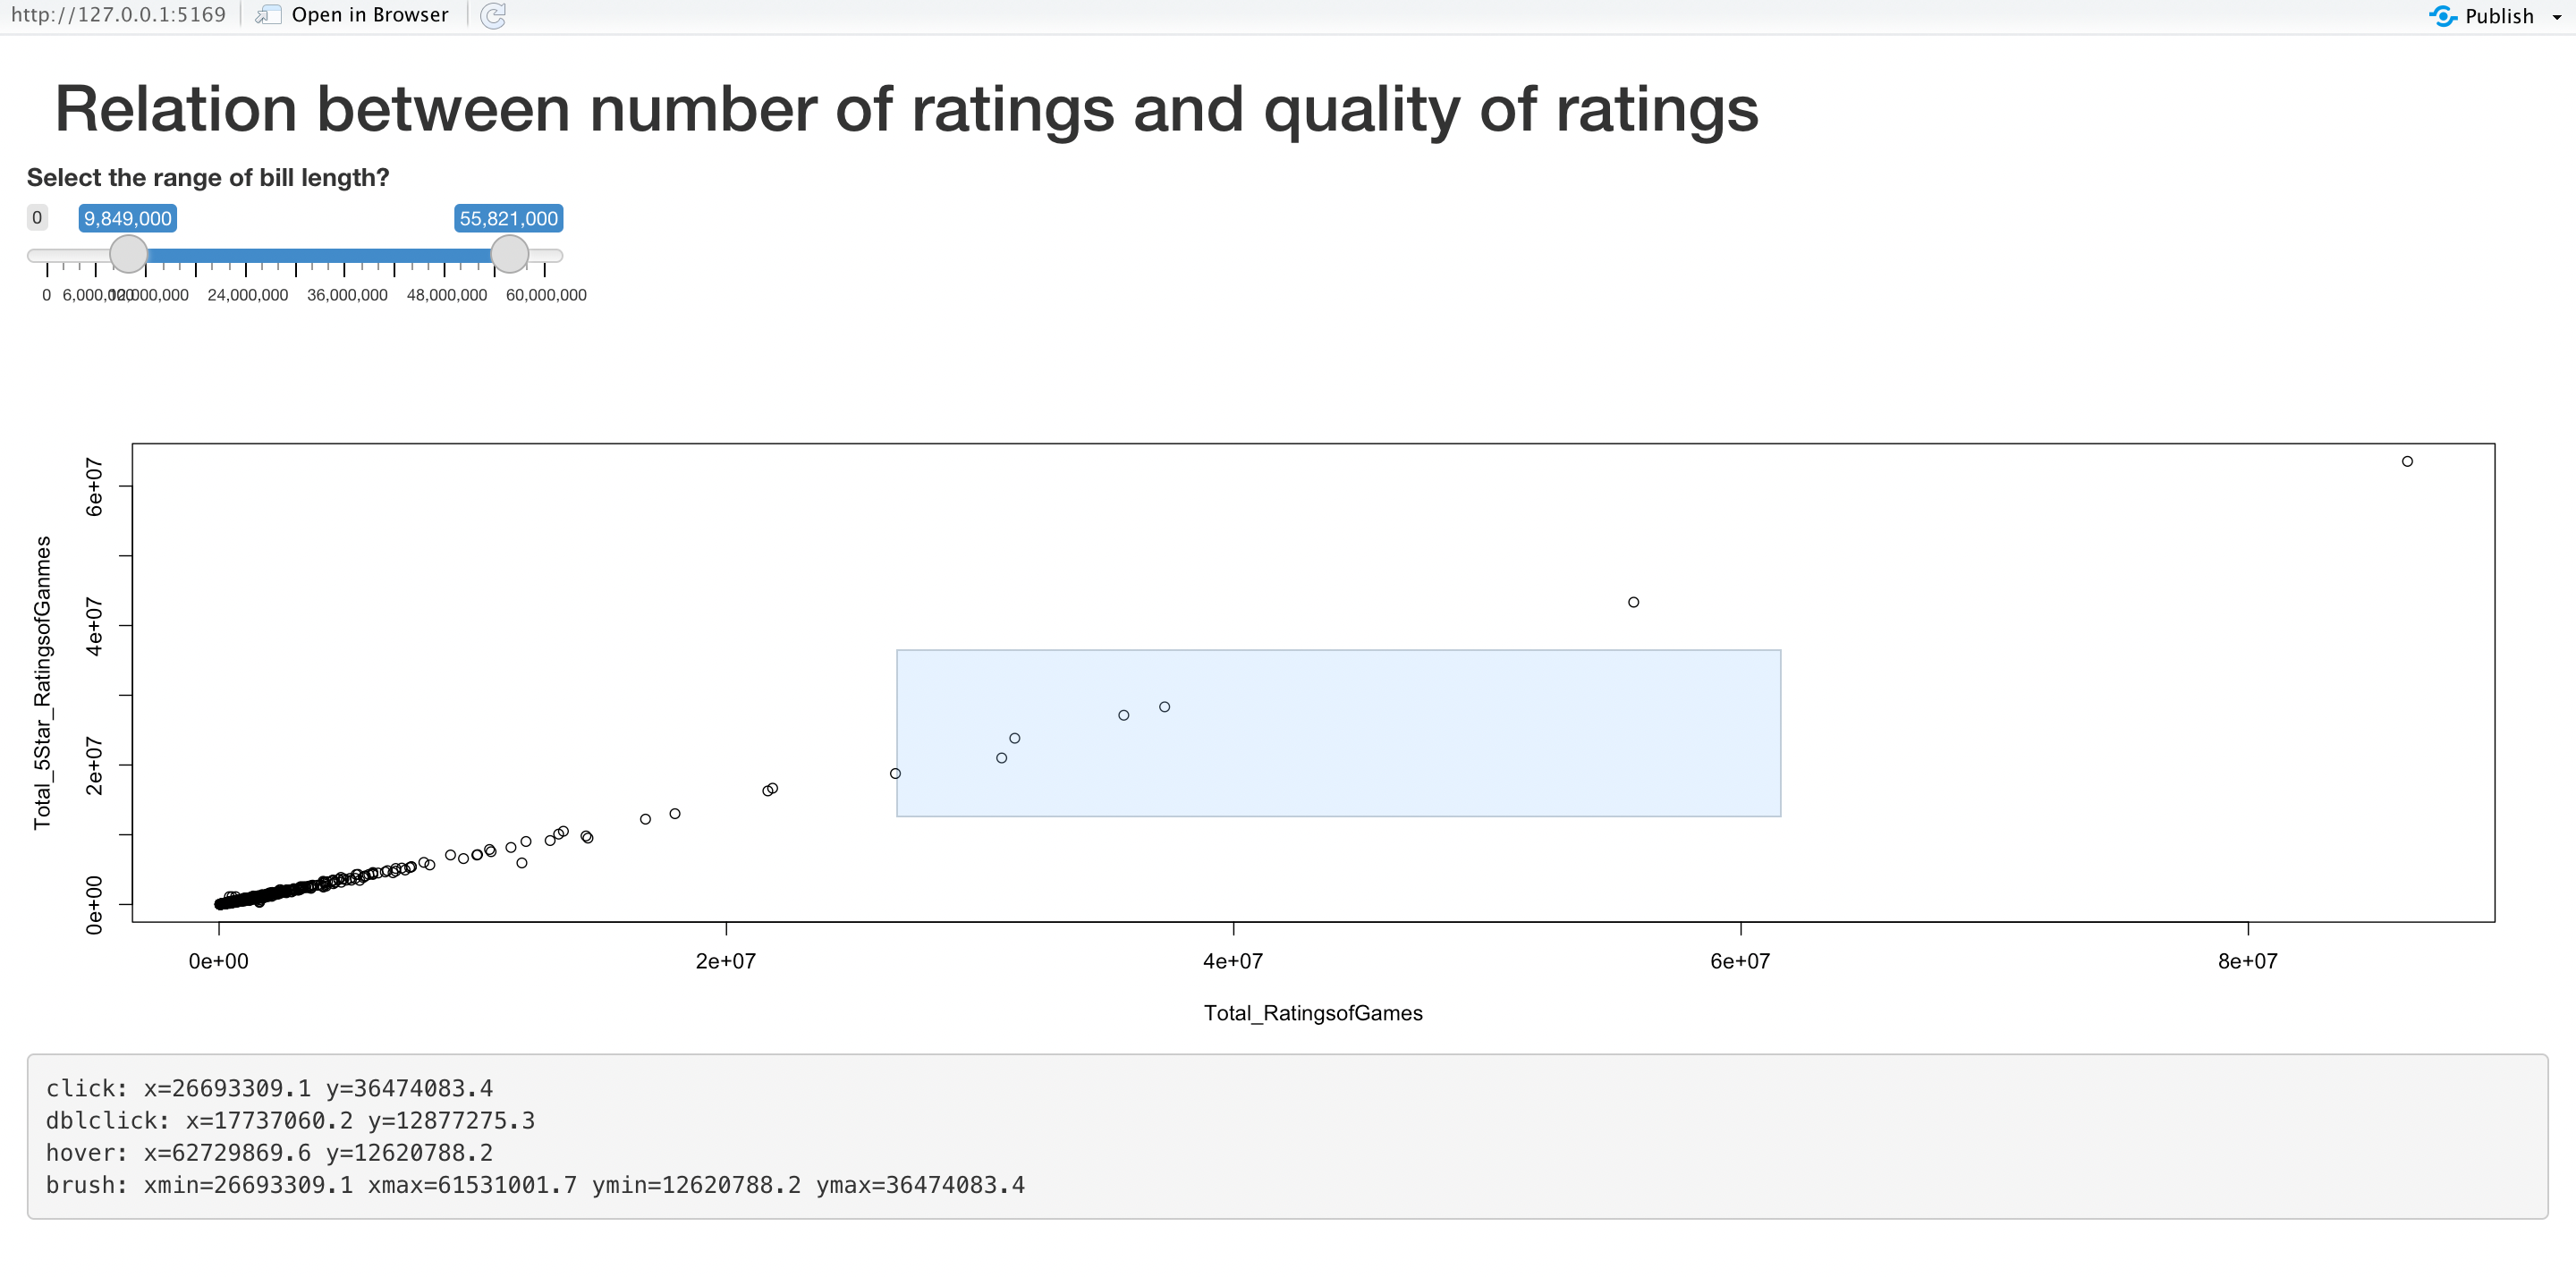 http://127.0.0.1:5169 Open in Browser Publish
Relation between number of ratings and quality of ratings
Select the range of bill length?
0 9,849,000 55,821,000
0 6,000,000 12,000,000 24,000,000 36,000,000 48,000,000 60,000,000
6e+07
4e+07
2e+07
0e+00
Total_5Star_RatingsofGanmes
0e+00 2e+07 4e+07 6e+07 8e+07
Total_RatingsofGames
click: x=26693309.1 y=36474083.4
dblclick: x=17737060.2 y=12877275.3
hover: x=62729869.6 y=12620788.2
brush: xmin=26693309.1 xmax=61531001.7 ymin=12620788.2 ymax=36474083.4